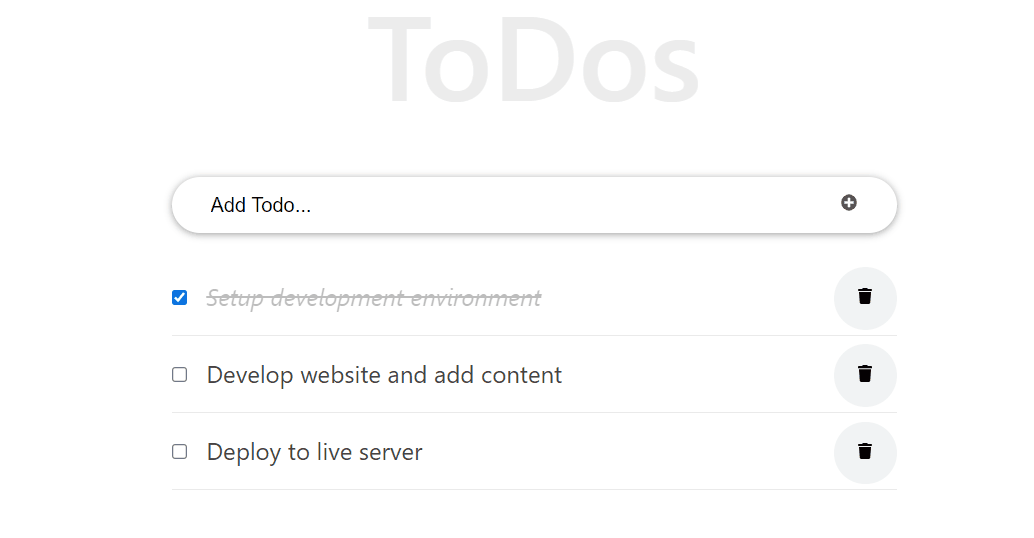 ToDos
Add Todo...
Setup development environment
Develop website and add content
Deploy to live server